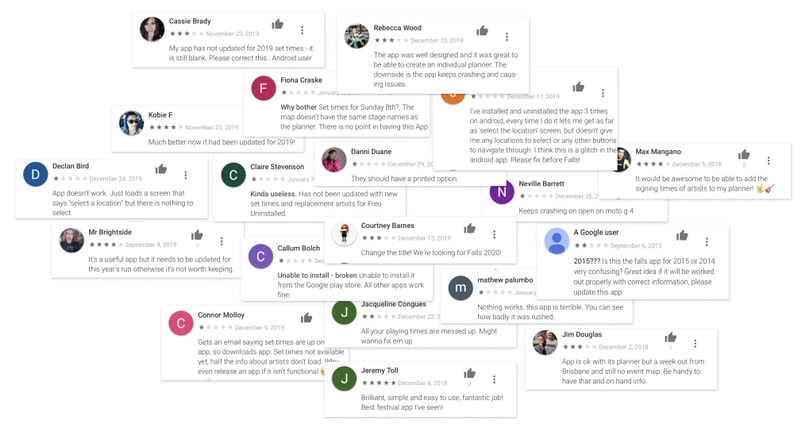 Cassie Brady
November 23, 2019
My app has not updated for 2019 set times - it
is still blank. Please correct this.. Android user
Rebecca Wood
December 10, 2018
The app was well designed and it was great to
be able to create an individual planner. The
downside is the app keeps crashing and caus-
ing issues.
Fiona Craske
Why bother Set times for Sunday 8th?, The
map doesn't have the same stage names as
the planner. There is no point in having this App
December 17, 2019
I've installed and uninstalled the app 3 times
on android, every time I do it lets me get as far
as 'select the location' screen, but doesn't give
me any locations to select or any other buttons
to navigate through. I think this is a glitch in the
android app. Please fix before Falls!
Kobie F
November 23, 2019
Much better now it had been updated for 2019!
Danni Duane
December 29,
They should have a printed option
Max Mangano
December 5, 2018
2
It would be awesome to be able to add the
signing times of artists to my planner! 🤘🎸
Declan Bird
December 24, 2019
App doesn't work. Just loads a screen that
says "select a location" but there is nothing to
select
Claire Stevenson
January 7
Kinda useless. Has not been updated with new
set times and replacement artists for Freo.
Uninstalled.
Neville Barrett
December 25,
Keeps crashing on open on moto g 4
Mr Brightside
September 9, 2019
1
It's a useful app but it needs to be updated for
this year's run otherwise it's not worth keeping.
Courtney Barnes
December 15, 2019
Change the title! We're looking for Falls 2020!
A Google user
September 6, 2015
2015??? Is this the falls app for 2015 or 2014
very confusing? Great idea if it will be worked
out properly with correct information, please
update this app
Callum Bolch
Unable to install - broken Unable to install it
from the Google play store. All other apps work
fine.
mathew palumbo
January
Nothing works, this app is terrible. You can see
how badly it was rushed.
Connor Molloy
December 9, 2019
Gets an email saying set times are up on
app, so downloads app. Set times not available
yet, half the info about artists don't load. Why
even release an app if it isn't functional
Jacqueline Congues
December 22,
All your playing times are messed up. Might
wanna fix em up
Jim Douglas
December 2, 2018
1
App is ok with its planner but a week out from
Brisbane and still no event map. Be handy to
have that and on hand info.
Jeremy Toll
December 8, 2018
2
Brilliant, simple and easy to use, fantastic job!
Best festival app I've seen!